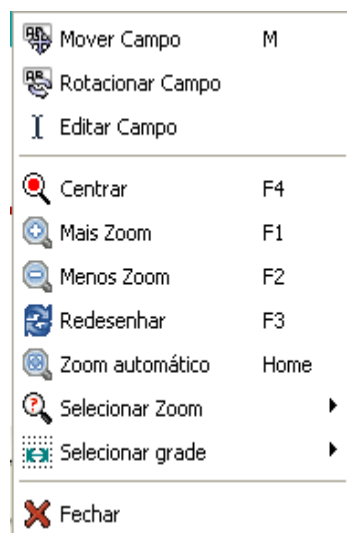 Mover Campo M
Rotacionar Campo
Editar Campo
Centrar F4
Mais Zoom F1
Menos Zoom F2
Redesenhar F3
Zoom automático Home
Selecionar Zoom
Selecionar grade
Fechar